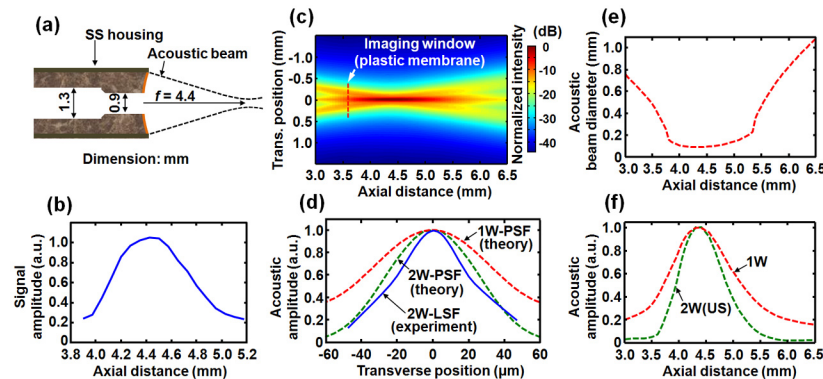 (a)
SS housing
Acoustic beam
1.3
0.9
f = 4.4
Dimension: mm
(b)
Signal
amplitude (a.u.)
1.0
0.8
0.6
0.4
0.2
3.8 4.0 4.2 4.4 4.6 4.8 5.0 5.2
Axial distance (mm)
(c)
Trans. position (mm)
-1.0
-0.5
0
0.5
1.0
Imaging window
(plastic membrane)
3.0 3.5 4.0 4.5 5.0 5.5 6.0 6.5
Axial distance (mm)
Normalized intensity
(dB)
0
-10
-20
-30
-40
(d)
Acoustic
amplitude (a.u.)
1.0
0.8
0.6
0.4
0.2
0
1W-PSF
(theory)
2W-PSF
(theory)
2W-LSF
(experiment)
-60 -40 -20 0 20 40 60
Transverse position (µm)
(e)
Acoustic
beam diameter (mm)
1.0
0.8
0.6
0.4
0.2
0
3.0 3.5 4.0 4.5 5.0 5.5 6.0 6.5
Axial distance (mm)
(f)
Acoustic
amplitude (a.u.)
1.0
0.8
0.6
0.4
0.2
0
1W
2W(US)
3.0 3.5 4.0 4.5 5.0 5.5 6.0 6.5
Axial distance (mm)